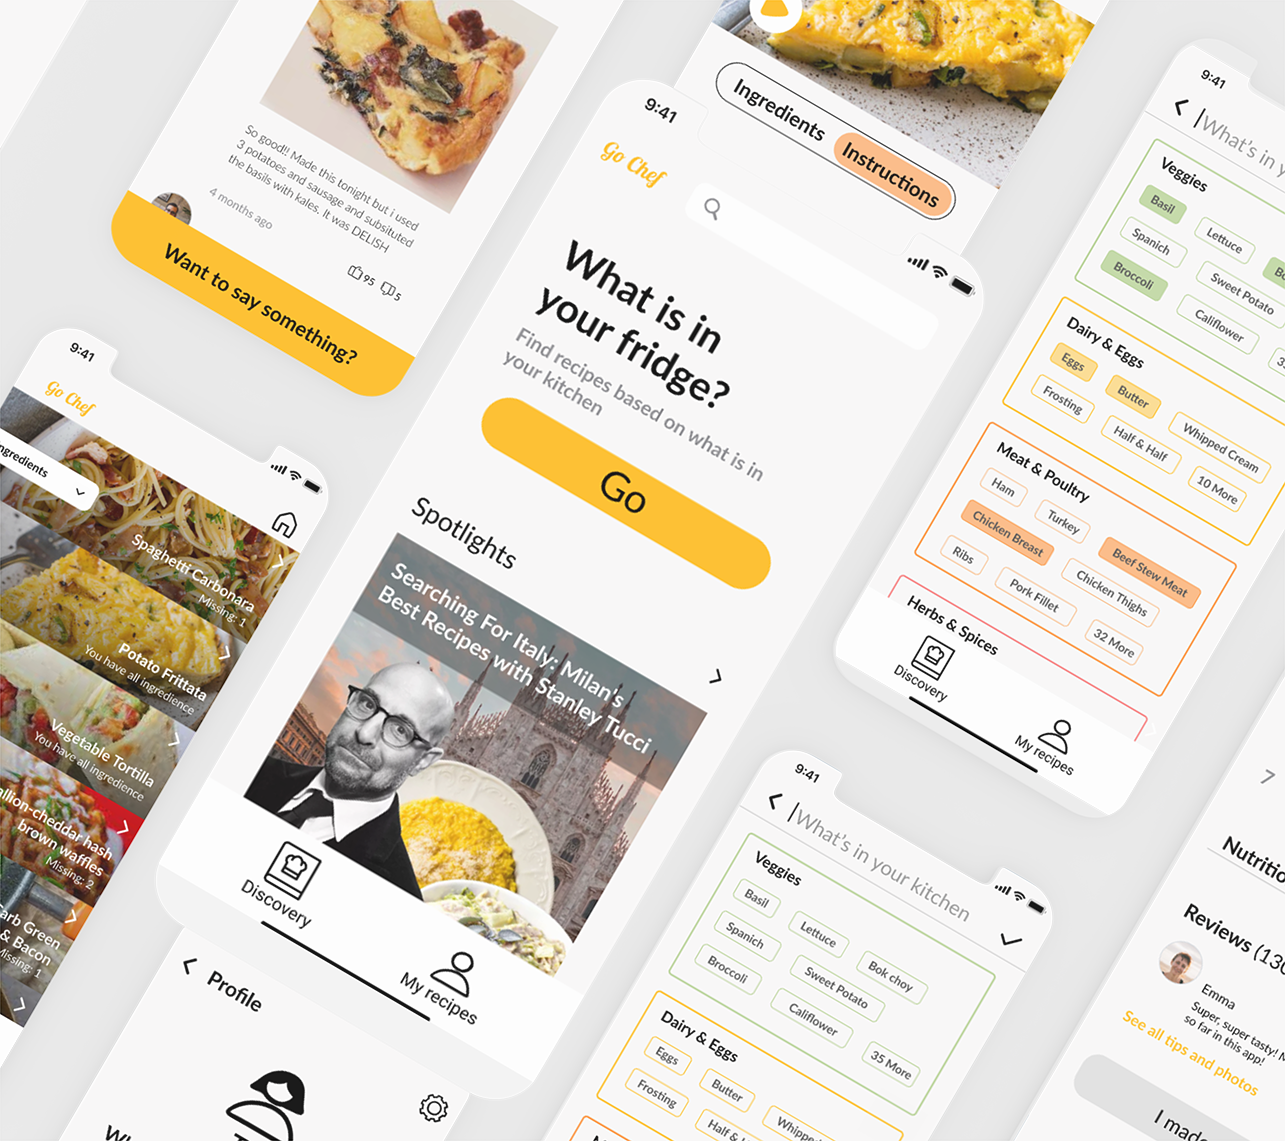 So good!! Made this tonight but i used
3 potatoes and sausage and subsituted
the basils with kales. It was DELISH
4 months ago
95
5
Want to say something?
Ingredients
Instructions
9:41
Go Chef
What is in
your fridge?
Find recipes based on what is in
your kitchen
Go
Spotlights
Searching For Italy: Milan's
Best Recipes with Stanley Tucci
Discovery
My recipes
9:41
Go Chef
Spaghetti Carbonara
Missing: 1
Potato Frittata
You have all ingredience
Vegetable Tortilla
You have all ingredience
cheddar hash
brown waffles
Missing: 2
Green
& Bacon
Missing: 1
Profile
9:41
What's in
Veggies
Basil
Lettuce
Spanich
Sweet Potato
Broccoli
Califlower
Dairy & Eggs
Eggs
Butter
Whipped Cream
Frosting
Half & Half
10 More
Meat & Poultry
Ham
Turkey
Beef Stew Meat
Chicken Breast
Chicken Thighs
Ribs
Pork Fillet
32 More
Herbs & Spices
Discovery
My recipes
9:41
What's in your kitchen
Veggies
Basil
Lettuce
Bok choy
Spanich
Sweet Potato
Broccoli
Califlower
35 More
Dairy & Eggs
Eggs
Butter
Frosting
Half &
7
Reviews
Emma
Super, super tasty!
so far in this app!
See all tips and photos
I made